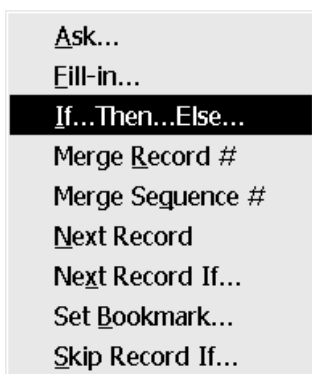 Ask...
Fill-in...
If...Then...Else...
Merge Record #
Merge Sequence #
Next Record
Next Record If...
Set Bookmark...
Skip Record If...